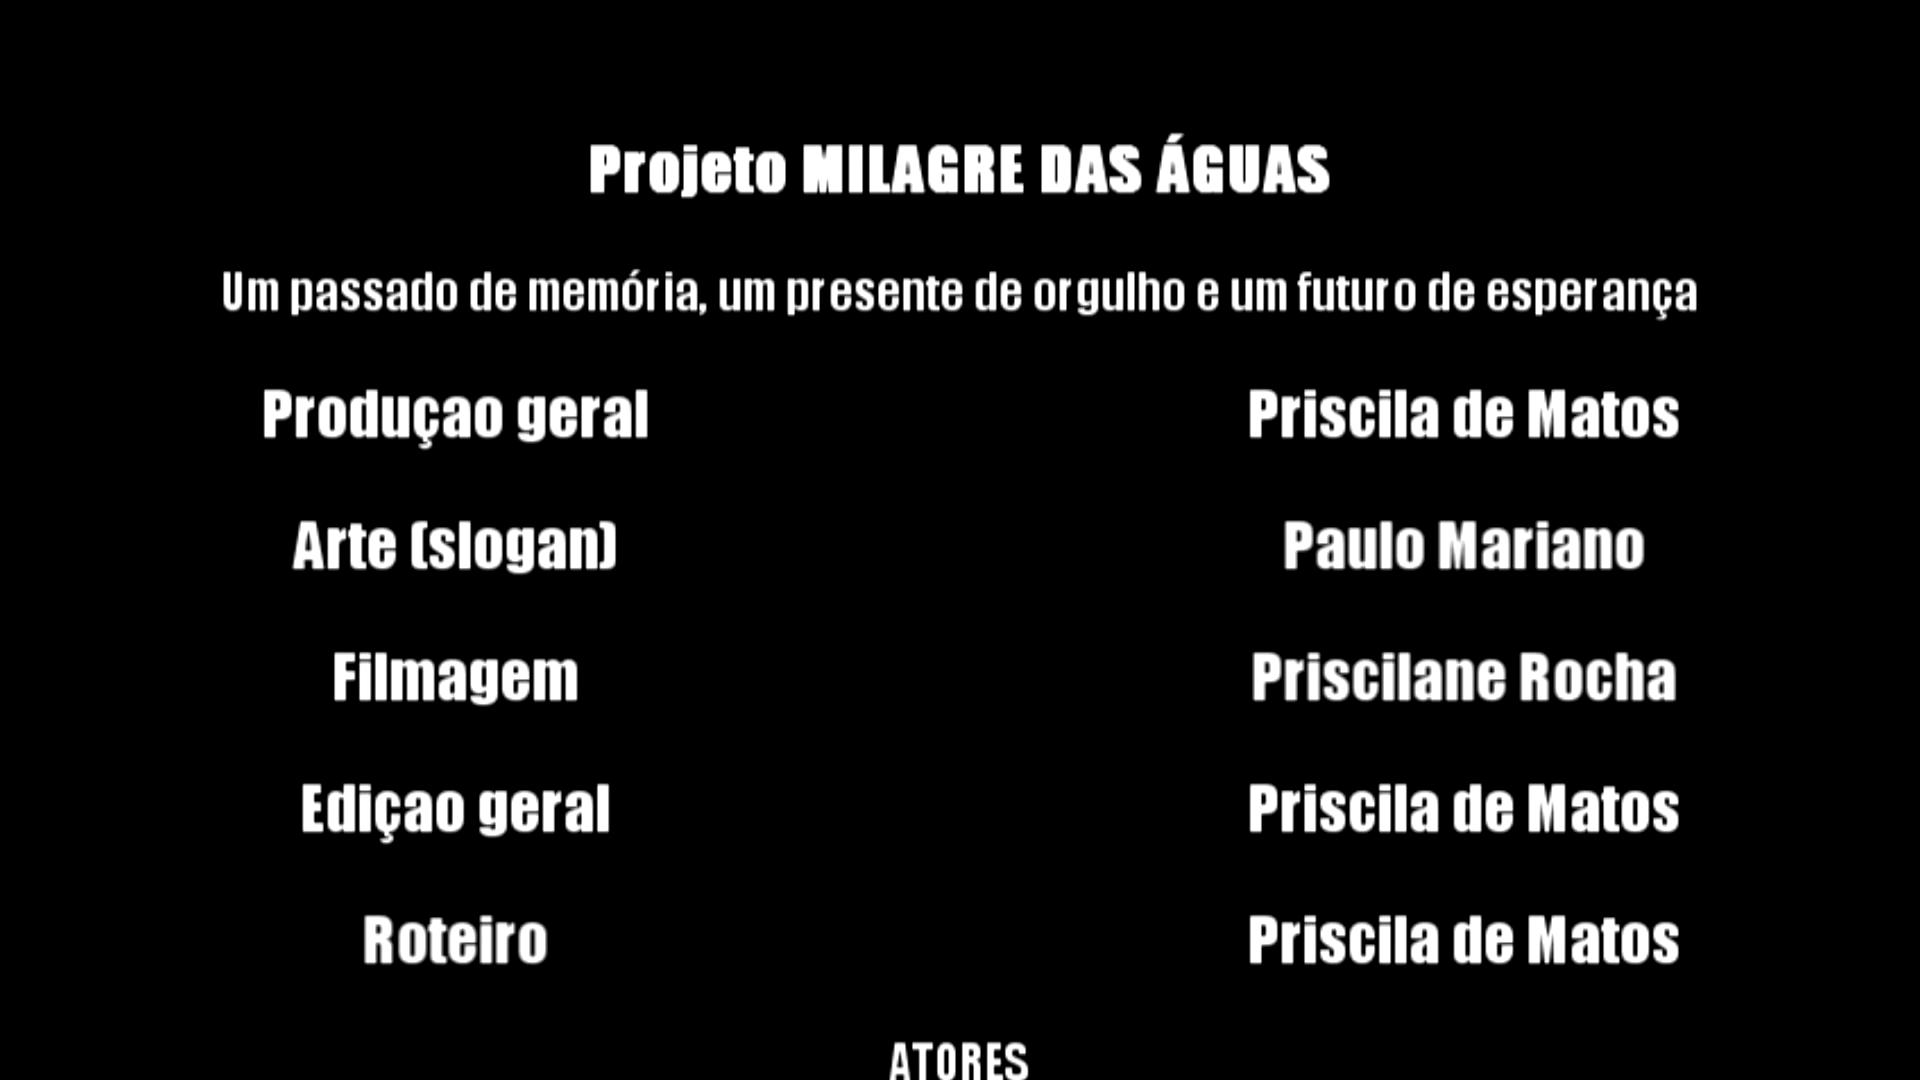 Projeto MILAGRE DAS ÁGUAS
Um passado de memória, um presente de orgulho e um futuro de esperança
Produçao geral Priscila de Matos
Arte (slogan) Paulo Mariano
Filmagem Priscilane Rocha
Ediçao geral Priscila de Matos
Roteiro Priscila de Matos
ATORES